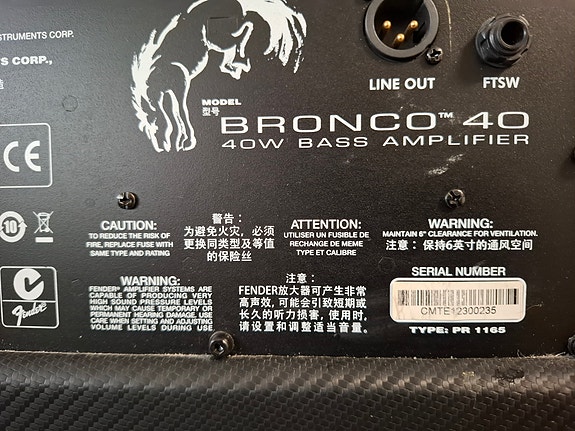 STRUMENTS CORP.
S CORP.,
造
LINE OUT
FTSW
MODEL
型号
BRONCO™ 40
40W BASS AMPLIFIER
CE
10
CAUTION:
TO REDUCE THE RISK OF
FIRE, REPLACE FUSE WITH
SAME TYPE AND RATING
警告：
为避免火灾，必须
更换同类型及等值
的保险丝
ATTENTION:
UTILISER UN FUSIBLE DE
RECHANGE DE MEME
TYPE ET CALIBRE
WARNING:
MAINTAIN 6" CLEARANCE FOR VENTILATION.
注意：保持6英寸的通风空间
Fender
WARNING:
FENDER® AMPLIFIER SYSTEMS ARE
CAPABLE OF PRODUCING VERY
HIGH SOUND PRESSURE LEVELS
WHICH MAY CAUSE TEMPORARY OR
PERMANENT HEARING DAMAGE. USE
CARE WHEN SETTING AND ADJUSTING
VOLUME LEVELS DURING USE
注意：
FENDER放大器可产生非常
高声效，可能会引致短期或
长久的听力损害，使用时，
请设置和调整适当音量。
SERIAL NUMBER
CMTE12300235
TYPE: PR 1165